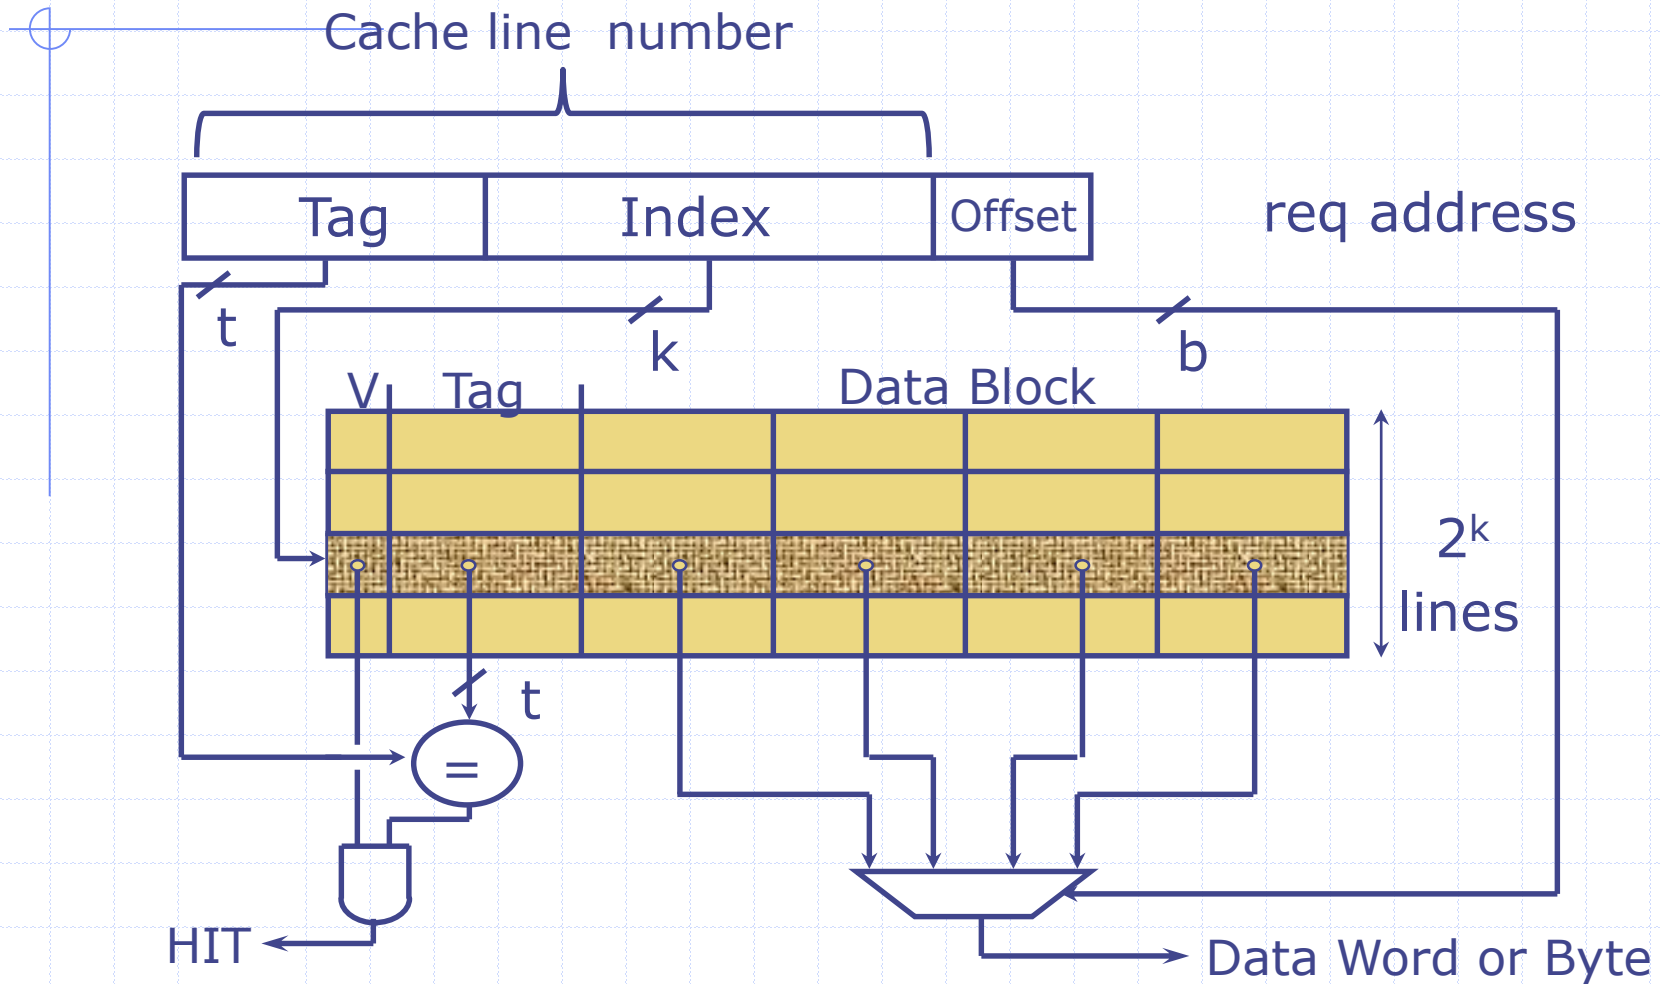 Cache line number
Tag Index Offset req address
t
k
b
V Tag Data Block
2ᵏ
lines
t
=
HIT
Data Word or Byte